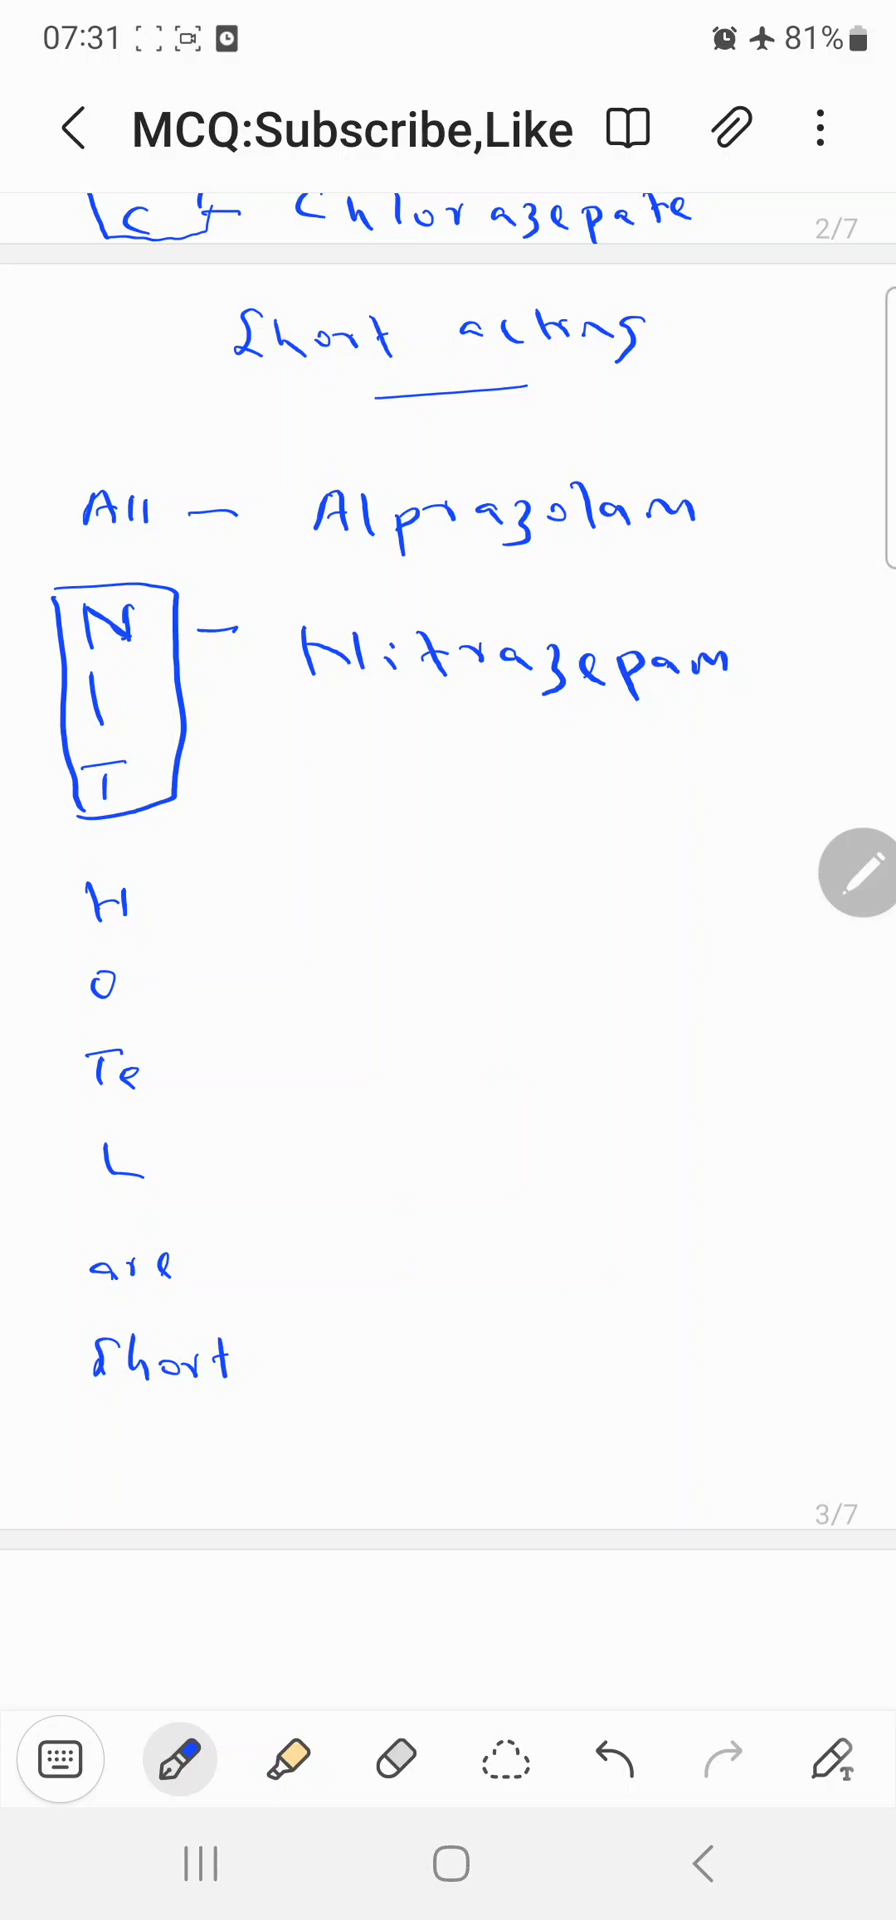 07:31 81%
MCQ:Subscribe,Like
C - Chlorazepate
2/7
Short acting
All - Alprazolam
N - Nitrazepam
I
T
H
O
Te
L
are
Short
3/7
T